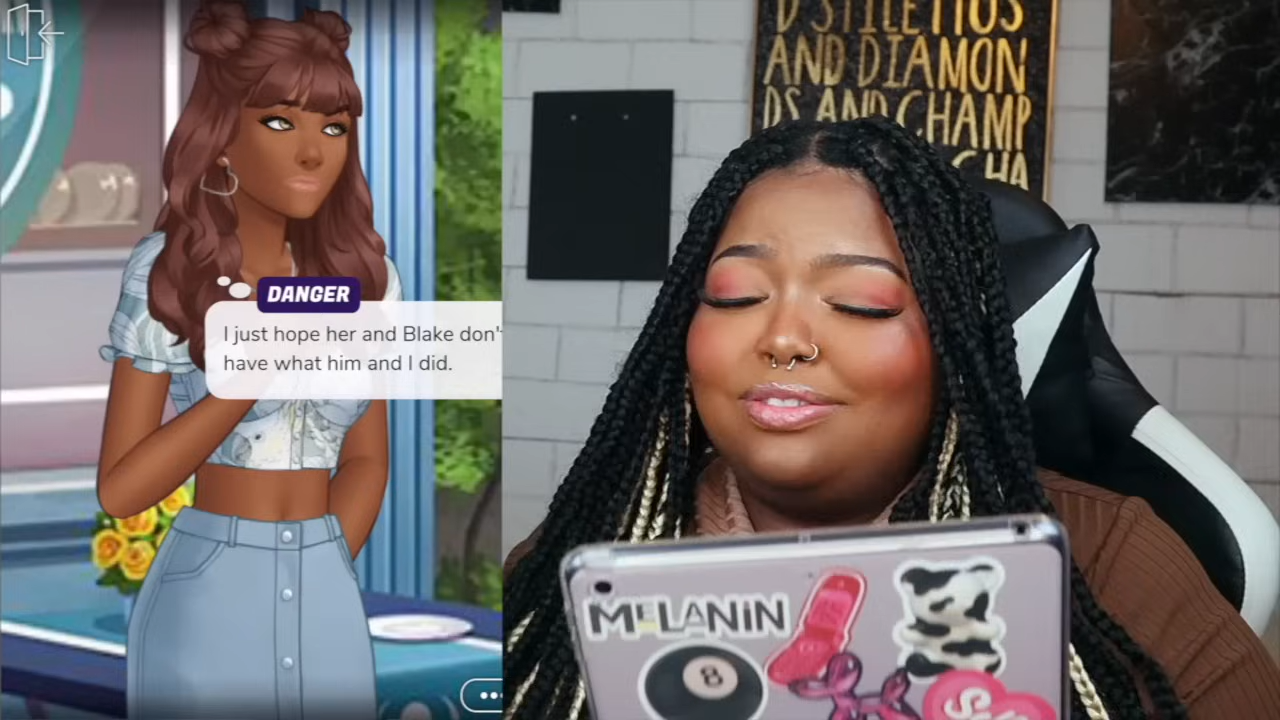 DANGER
I just hope her and Blake don'
have what him and I did.
D STILETTOS
AND DIAMON
DS AND CHAMP
CHA
MELANIN
8